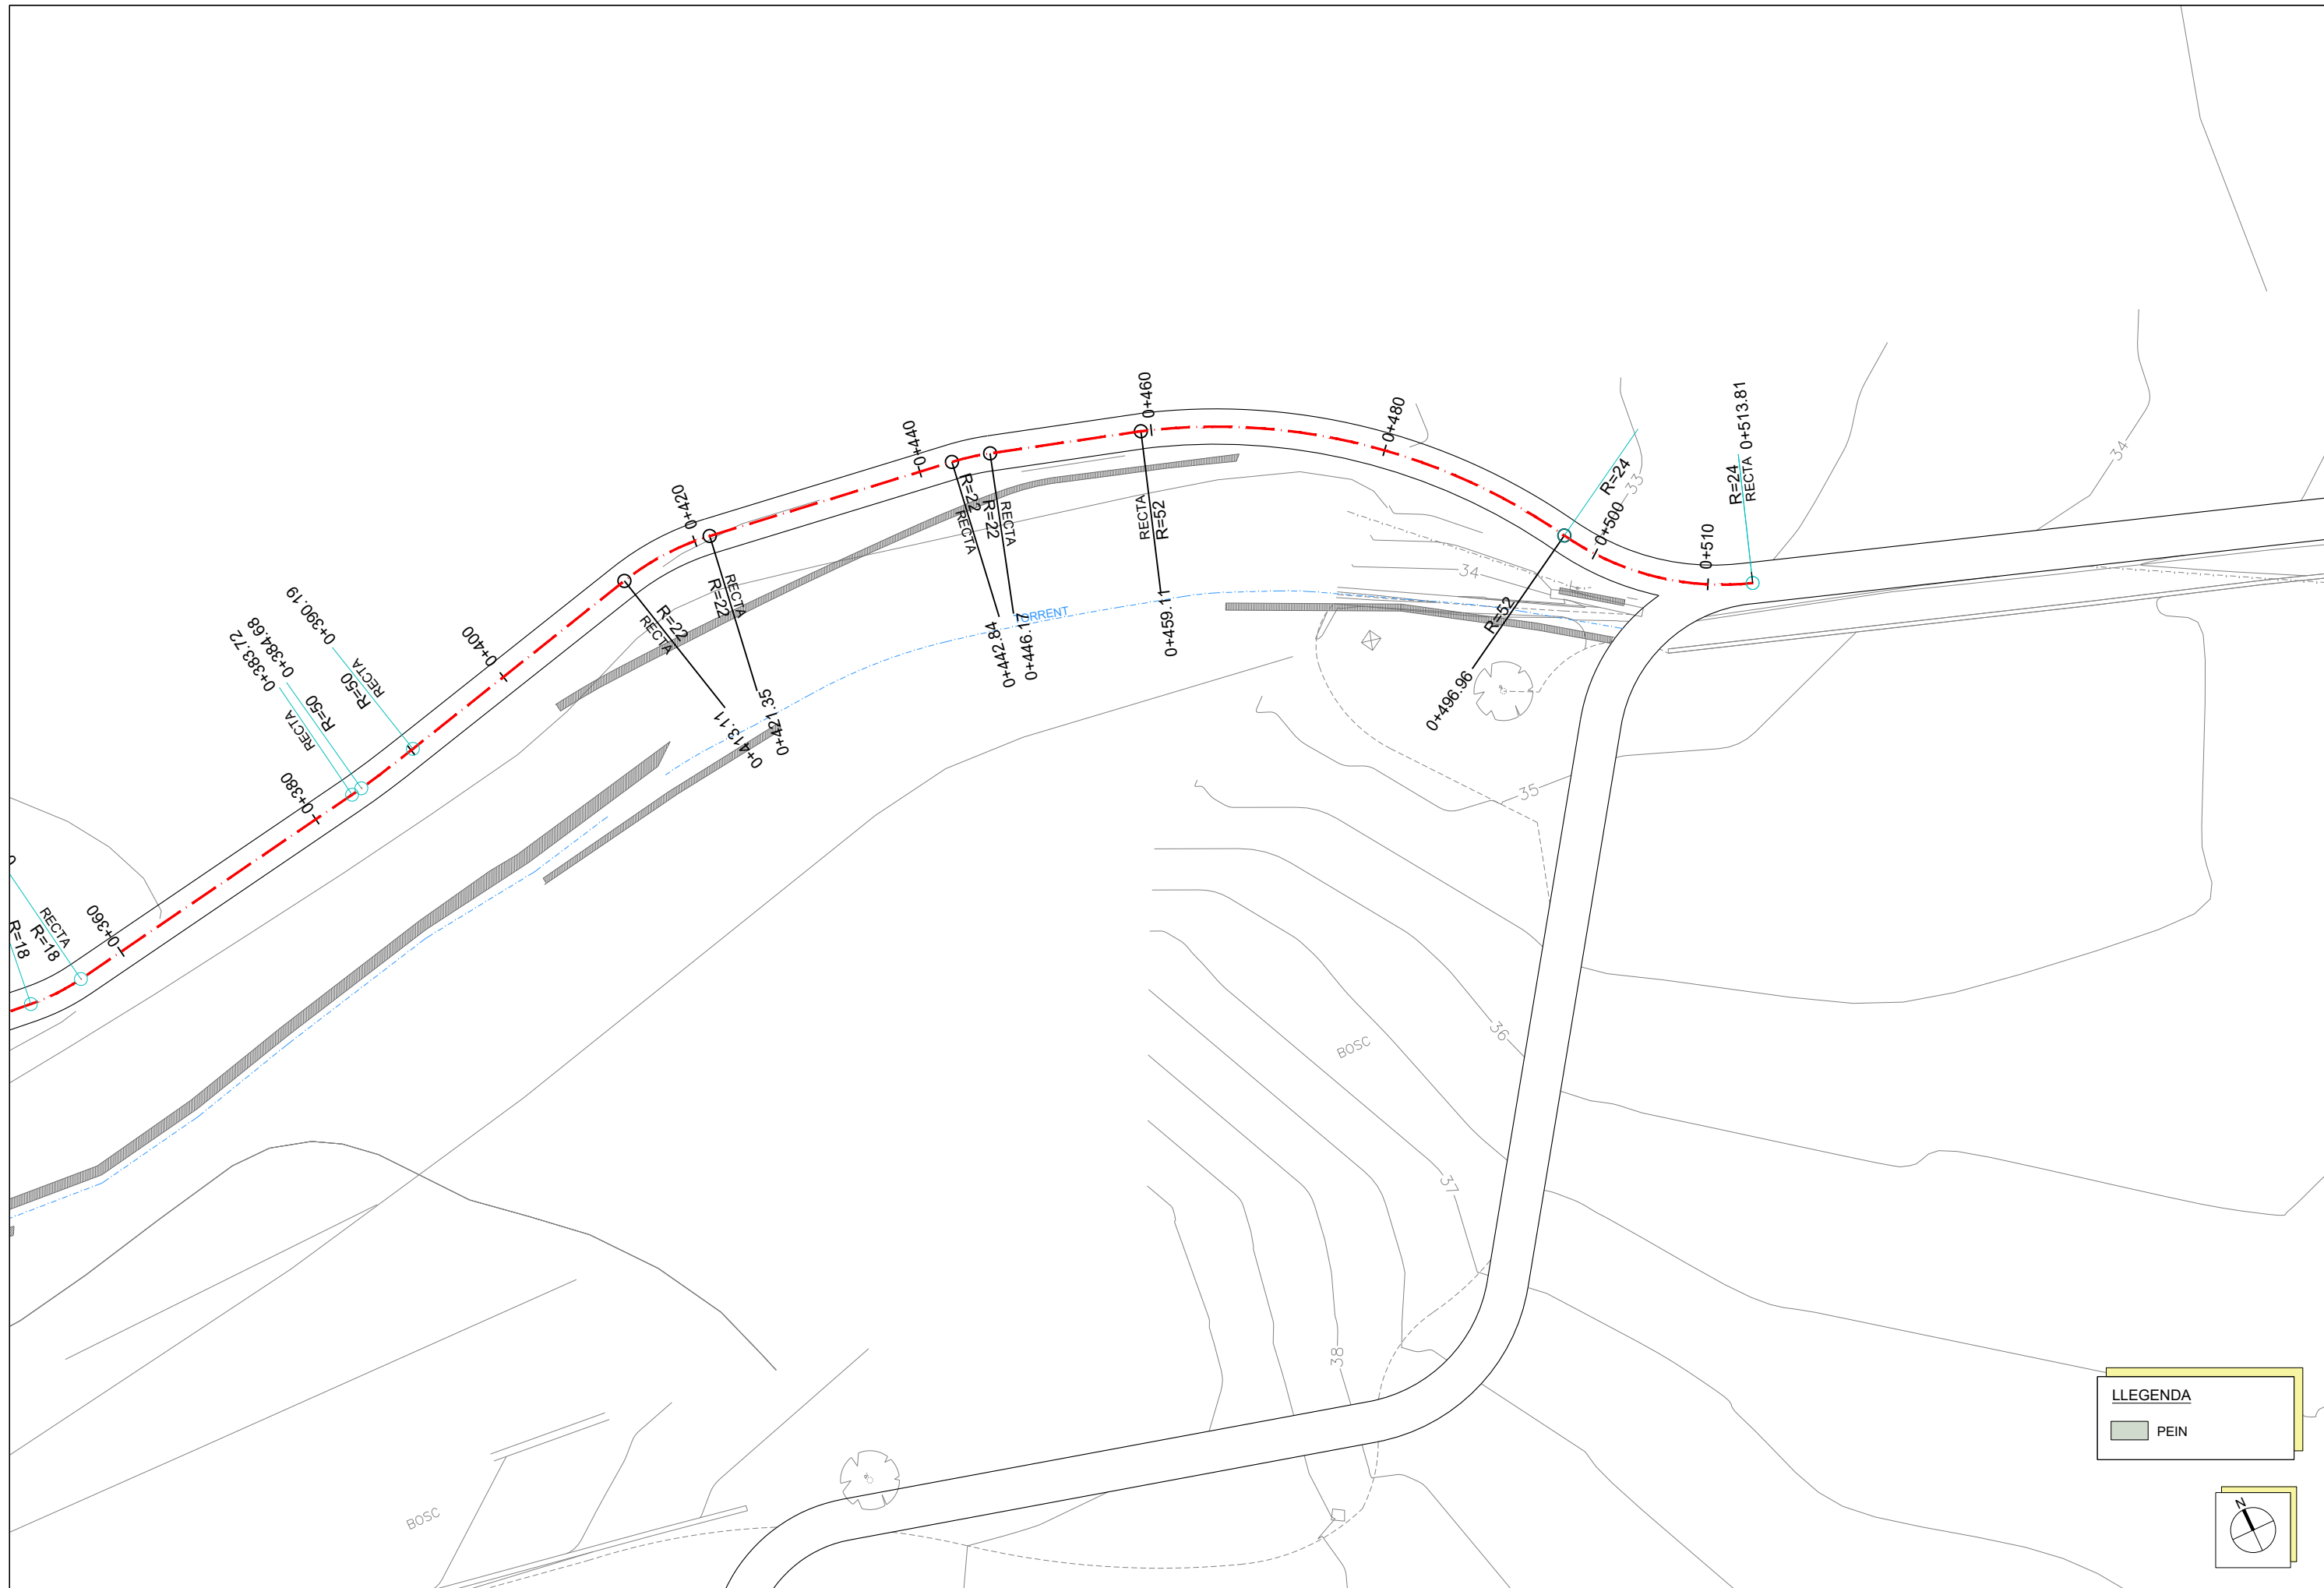 0+460
0+480
R=24
0+513.81
RECTA
R=24
33
0+500
34
0+440
0+420
R=22
RECTA
R=22
RECTA
RECTA
R=52
0+510
34
R=52
0+390.19
R=50
RECTA
0+384.68
R=50
0+383.72
RECTA
0+400
R=22
RECTA
RECTA
R=22
TORRENT
0+442.84
0+446.17
0+459.11
0+496.96
0+413.11
0+421.35
0+380
35
0+360
RECTA
R=18
R=18
36
BOSC
37
38
LLEGENDA
PEIN
BOSC
N